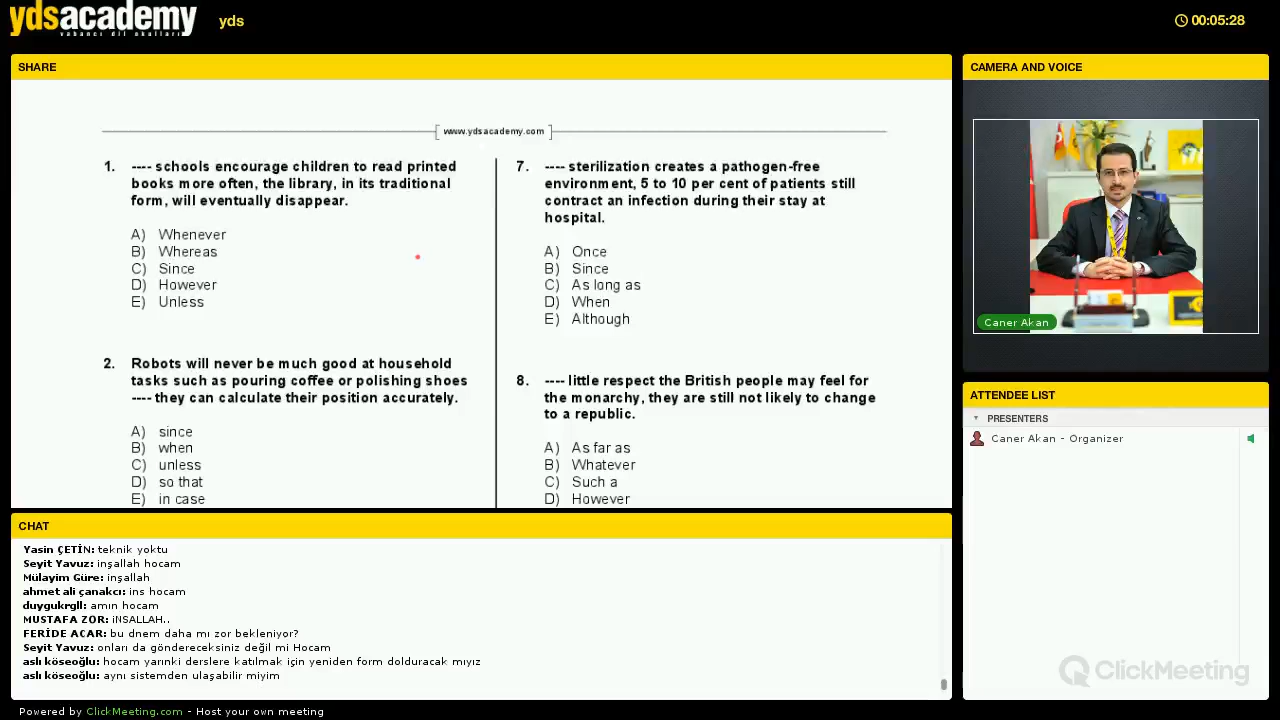 ydsacademy
yabancı dil okulları
yds
00:05:28
SHARE
www.ydsacademy.com
1. ---- schools encourage children to read printed
books more often, the library, in its traditional
form, will eventually disappear.
A) Whenever
B) Whereas
C) Since
D) However
E) Unless
2. Robots will never be much good at household
tasks such as pouring coffee or polishing shoes
---- they can calculate their position accurately.
A) since
B) when
C) unless
D) so that
E) in case
7. ---- sterilization creates a pathogen-free
environment, 5 to 10 per cent of patients still
contract an infection during their stay at
hospital.
A) Once
B) Since
C) As long as
D) When
E) Although
8. ---- little respect the British people may feel for
the monarchy, they are still not likely to change
to a republic.
A) As far as
B) Whatever
C) Such a
D) However
CAMERA AND VOICE
Caner Akan
ATTENDEE LIST
PRESENTERS
Caner Akan - Organizer
CHAT
Yasin ÇETİN: teknik yoktu
Seyit Yavuz: inşallah hocam
Mülayim Güre: inşallah
ahmet ali çanakcı: ins hocam
duygukrgll: amın hocam
MUSTAFA ZOR: iNSALLAH..
FERİDE ACAR: bu dnem daha mı zor bekleniyor?
Seyit Yavuz: onları da göndereceksiniz değil mi Hocam
aslı köseoğlu: hocam yarınki derslere katılmak için yeniden form dolduracak mıyız
aslı köseoğlu: aynı sistemden ulaşabilir miyim
ClickMeeting
Powered by ClickMeeting.com - Host your own meeting